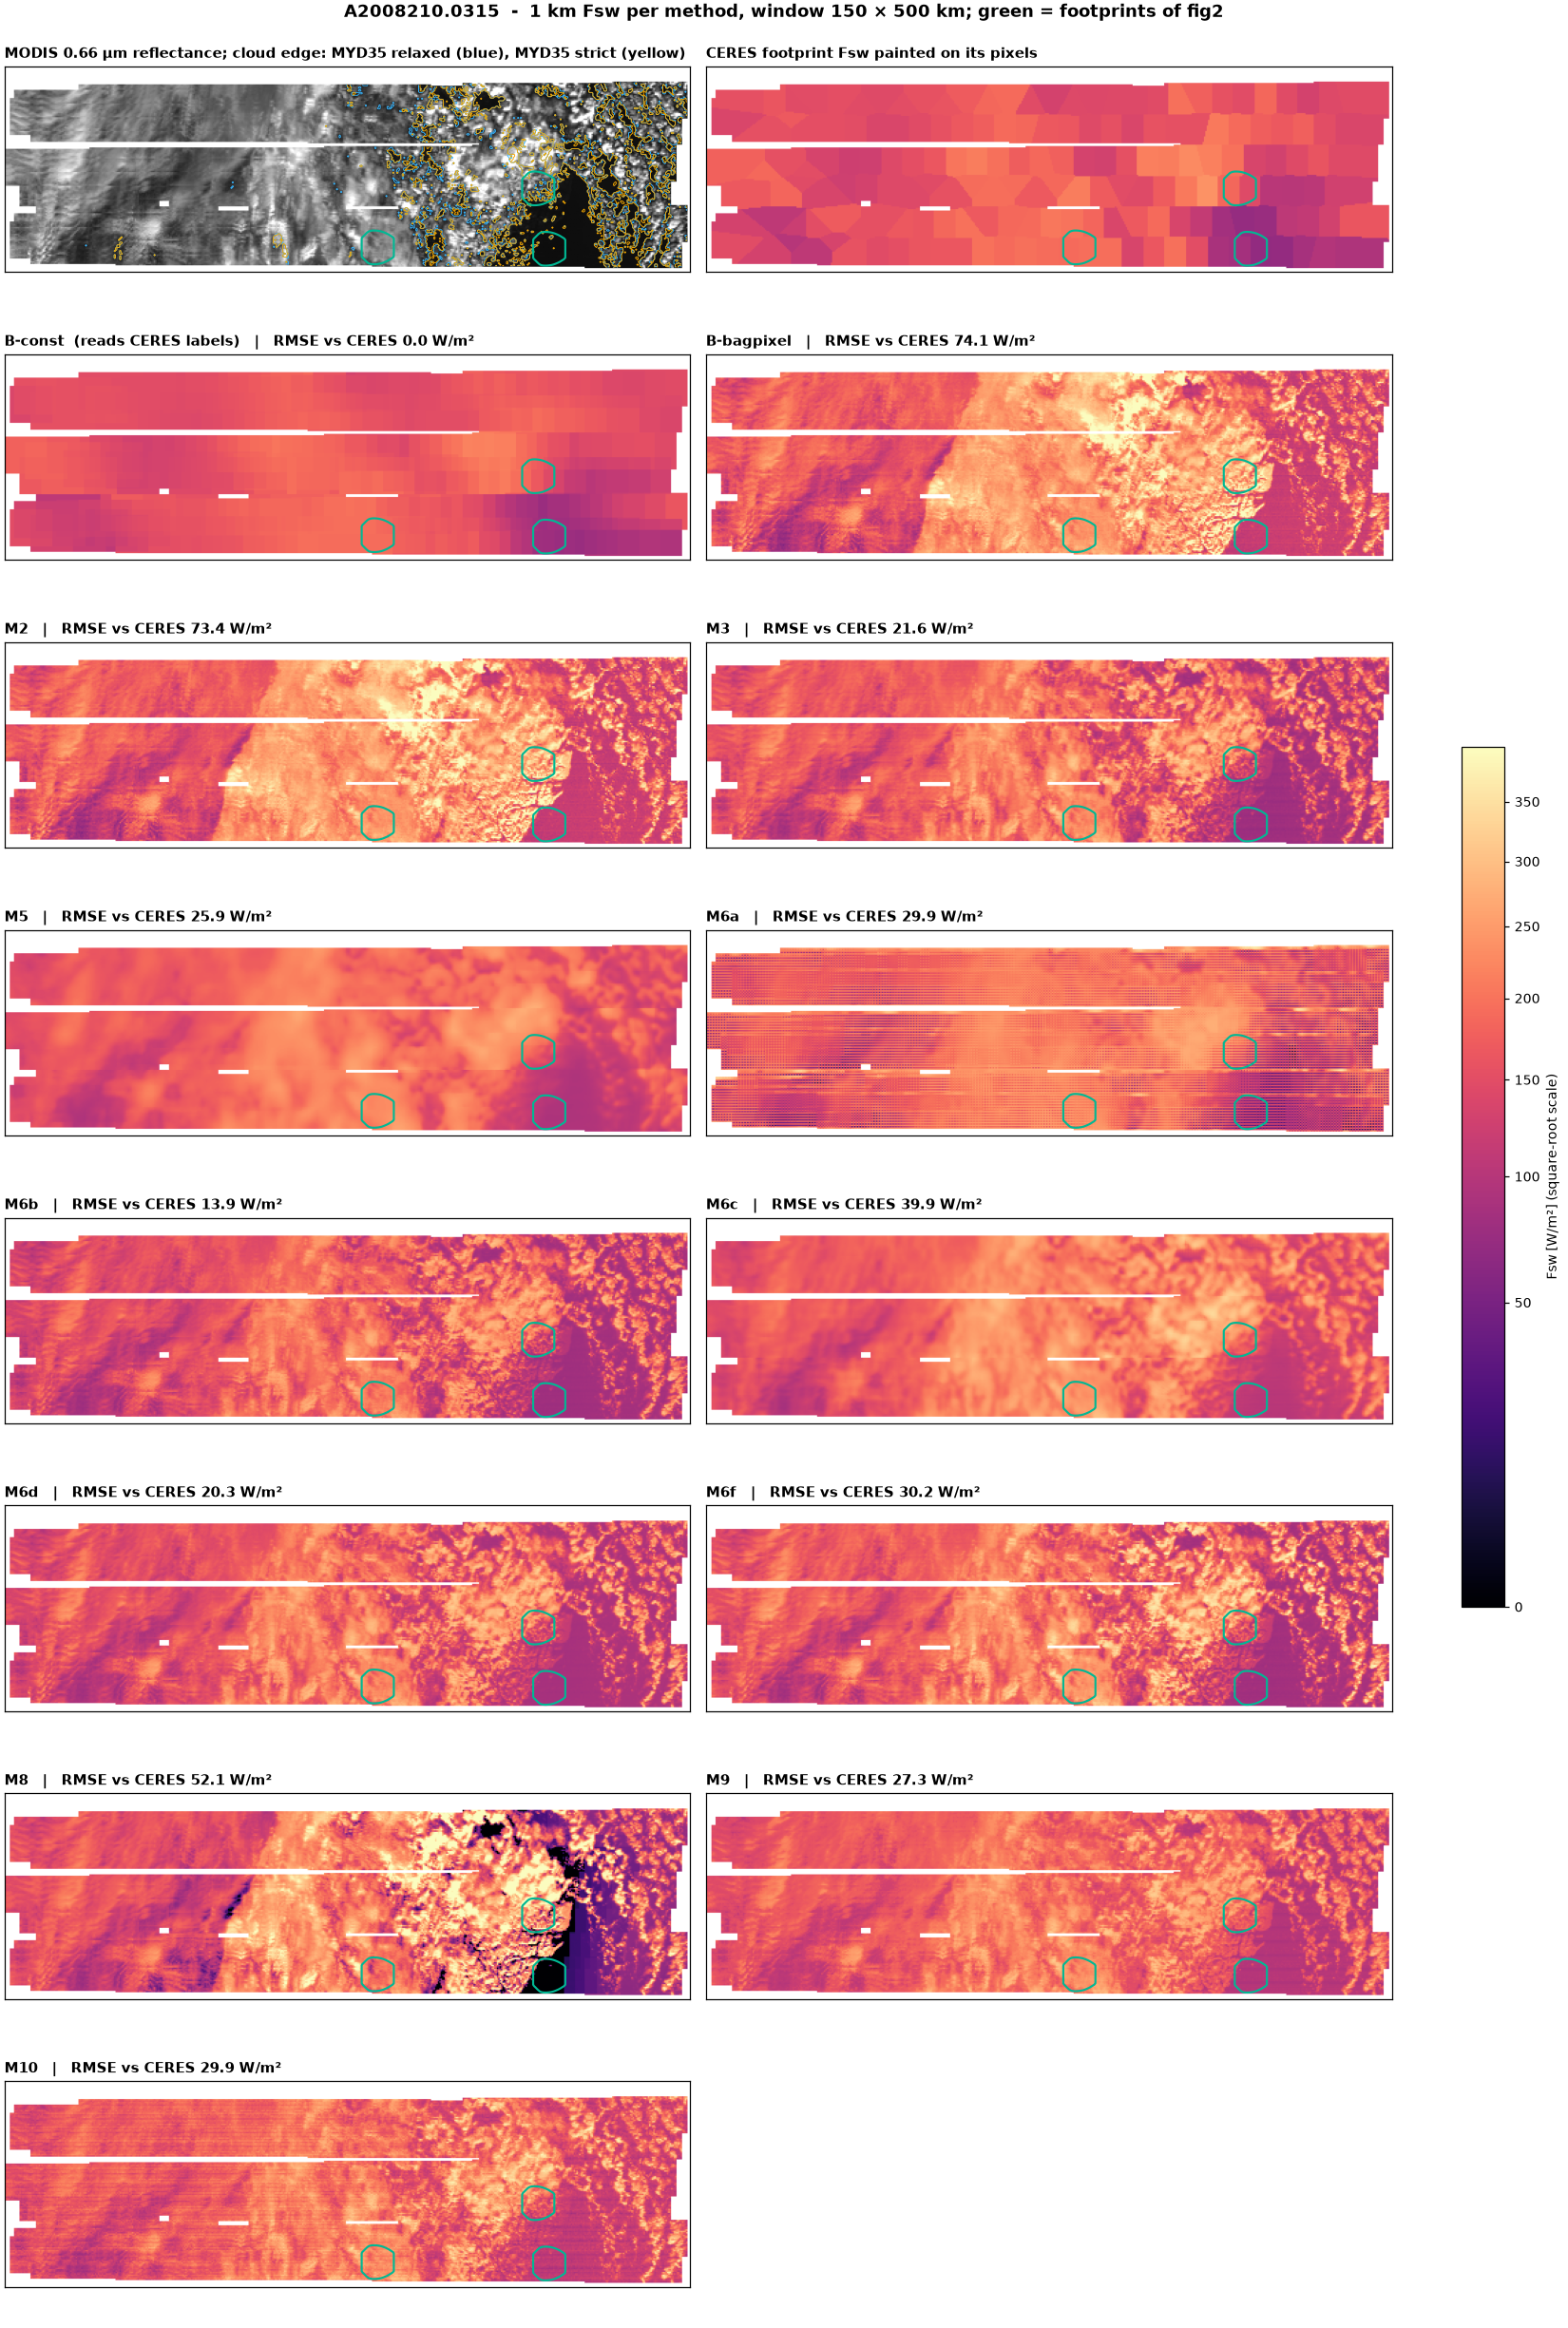 A2008210.0315 - 1 km Fsw per method, window 150 × 500 km; green = footprints of fig2
MODIS 0.66 μm reflectance; cloud edge: MYD35 relaxed (blue), MYD35 strict (yellow)
CERES footprint Fsw painted on its pixels
B-const (reads CERES labels) | RMSE vs CERES 0.0 W/m²
B-bagpixel | RMSE vs CERES 74.1 W/m²
M2 | RMSE vs CERES 73.4 W/m²
M3 | RMSE vs CERES 21.6 W/m²
M5 | RMSE vs CERES 25.9 W/m²
M6a | RMSE vs CERES 29.9 W/m²
M6b | RMSE vs CERES 13.9 W/m²
M6c | RMSE vs CERES 39.9 W/m²
M6d | RMSE vs CERES 20.3 W/m²
M6f | RMSE vs CERES 30.2 W/m²
M8 | RMSE vs CERES 52.1 W/m²
M9 | RMSE vs CERES 27.3 W/m²
M10 | RMSE vs CERES 29.9 W/m²
350
300
250
200
150
100
50
0
Fsw [W/m²] (square-root scale)